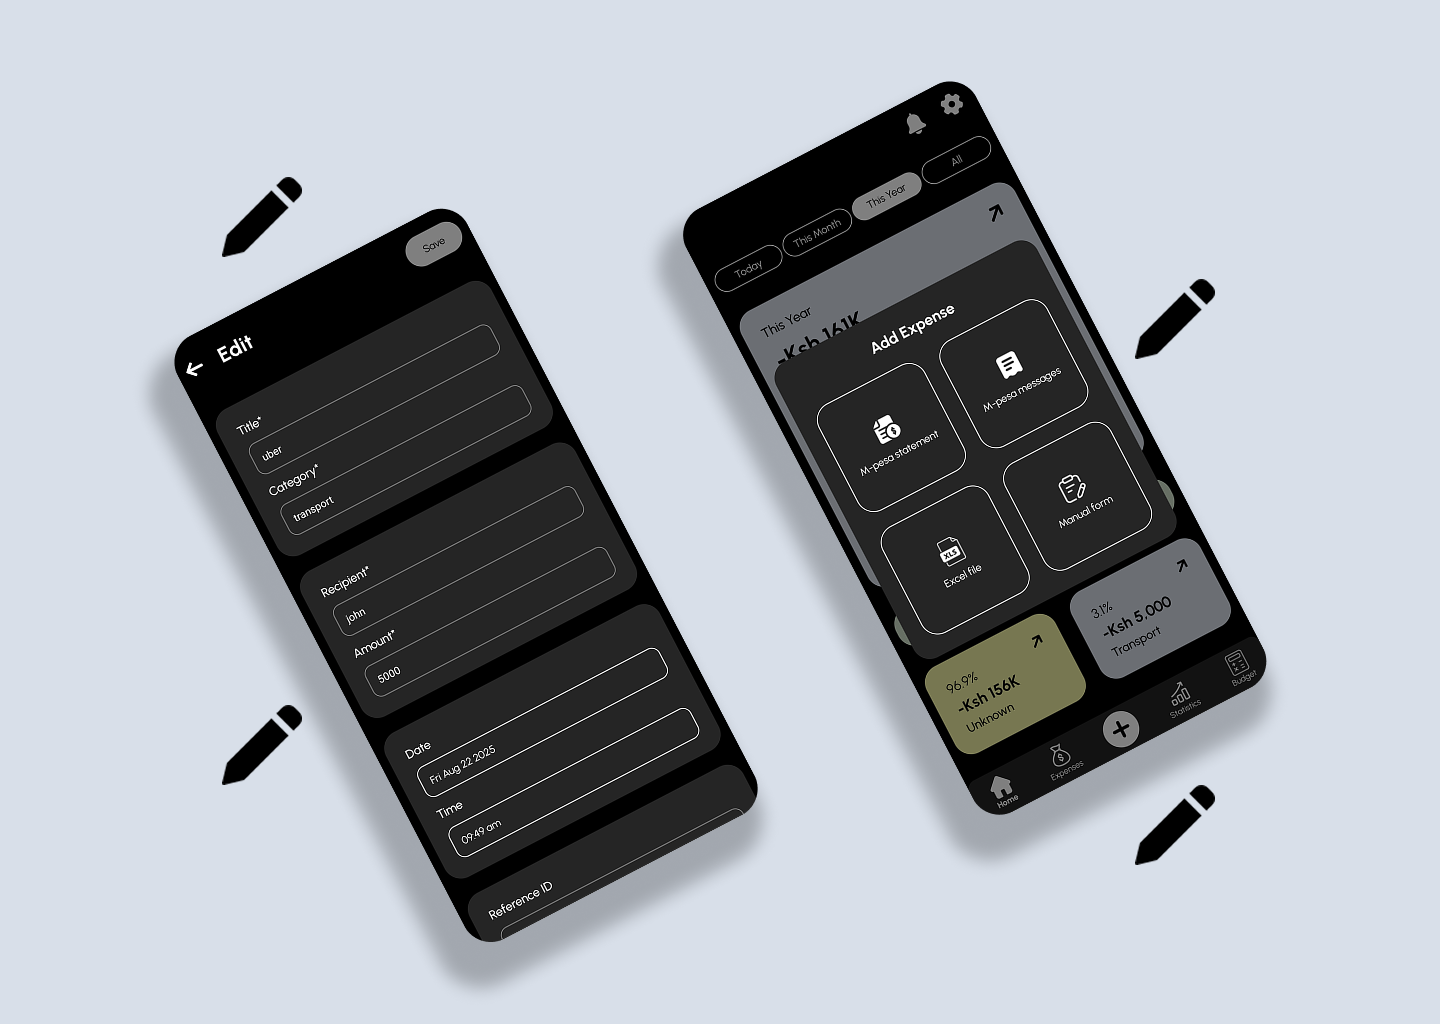 Save
Edit
Title*
uber
Category*
transport
Recipient*
john
Amount*
5000
Date
Fri Aug 22 2025
Time
09:49 am
Reference ID
Today
This Month
This Year
All
This Year
-Ksh 161K
Add Expense
M-pesa statement
M-pesa messages
XLS
Excel file
Manual form
96.9%
-Ksh 156K
Unknown
3.1%
-Ksh 5,000
Transport
Home
Expenses
Statistics
Budget